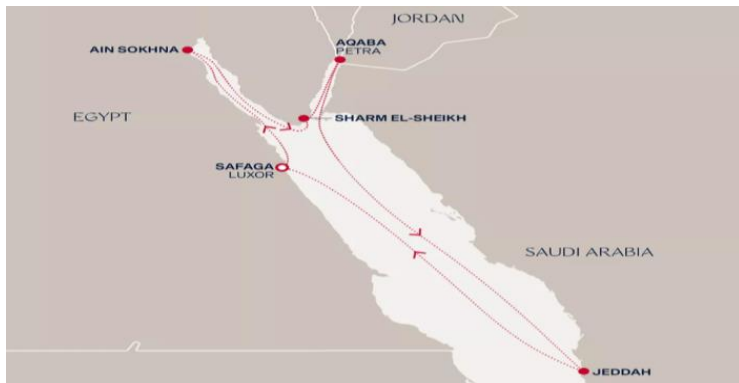 JORDAN
AIN SOKHNA
AQABA
PETRA
EGYPT
SHARM EL-SHEIKH
SAFAGA
LUXOR
SAUDI ARABIA
JEDDAH